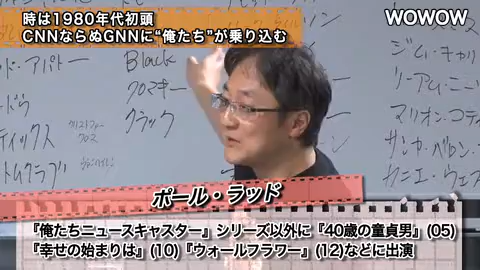 時は1980年代初頭
CNNならぬGNNに“俺たち”が乗り込む
WOWOW
Black
クロマキー
クラック
ジム・キャリ
リーアム・ニー
マリオン・コティ
サシャ・バロン・
カニエ・ウェス
ポール・ラッド
『俺たちニュースキャスター』シリーズ以外に『40歳の童貞男』(05)
『幸せの始まりは』(10)『ウォールフラワー』(12)などに出演